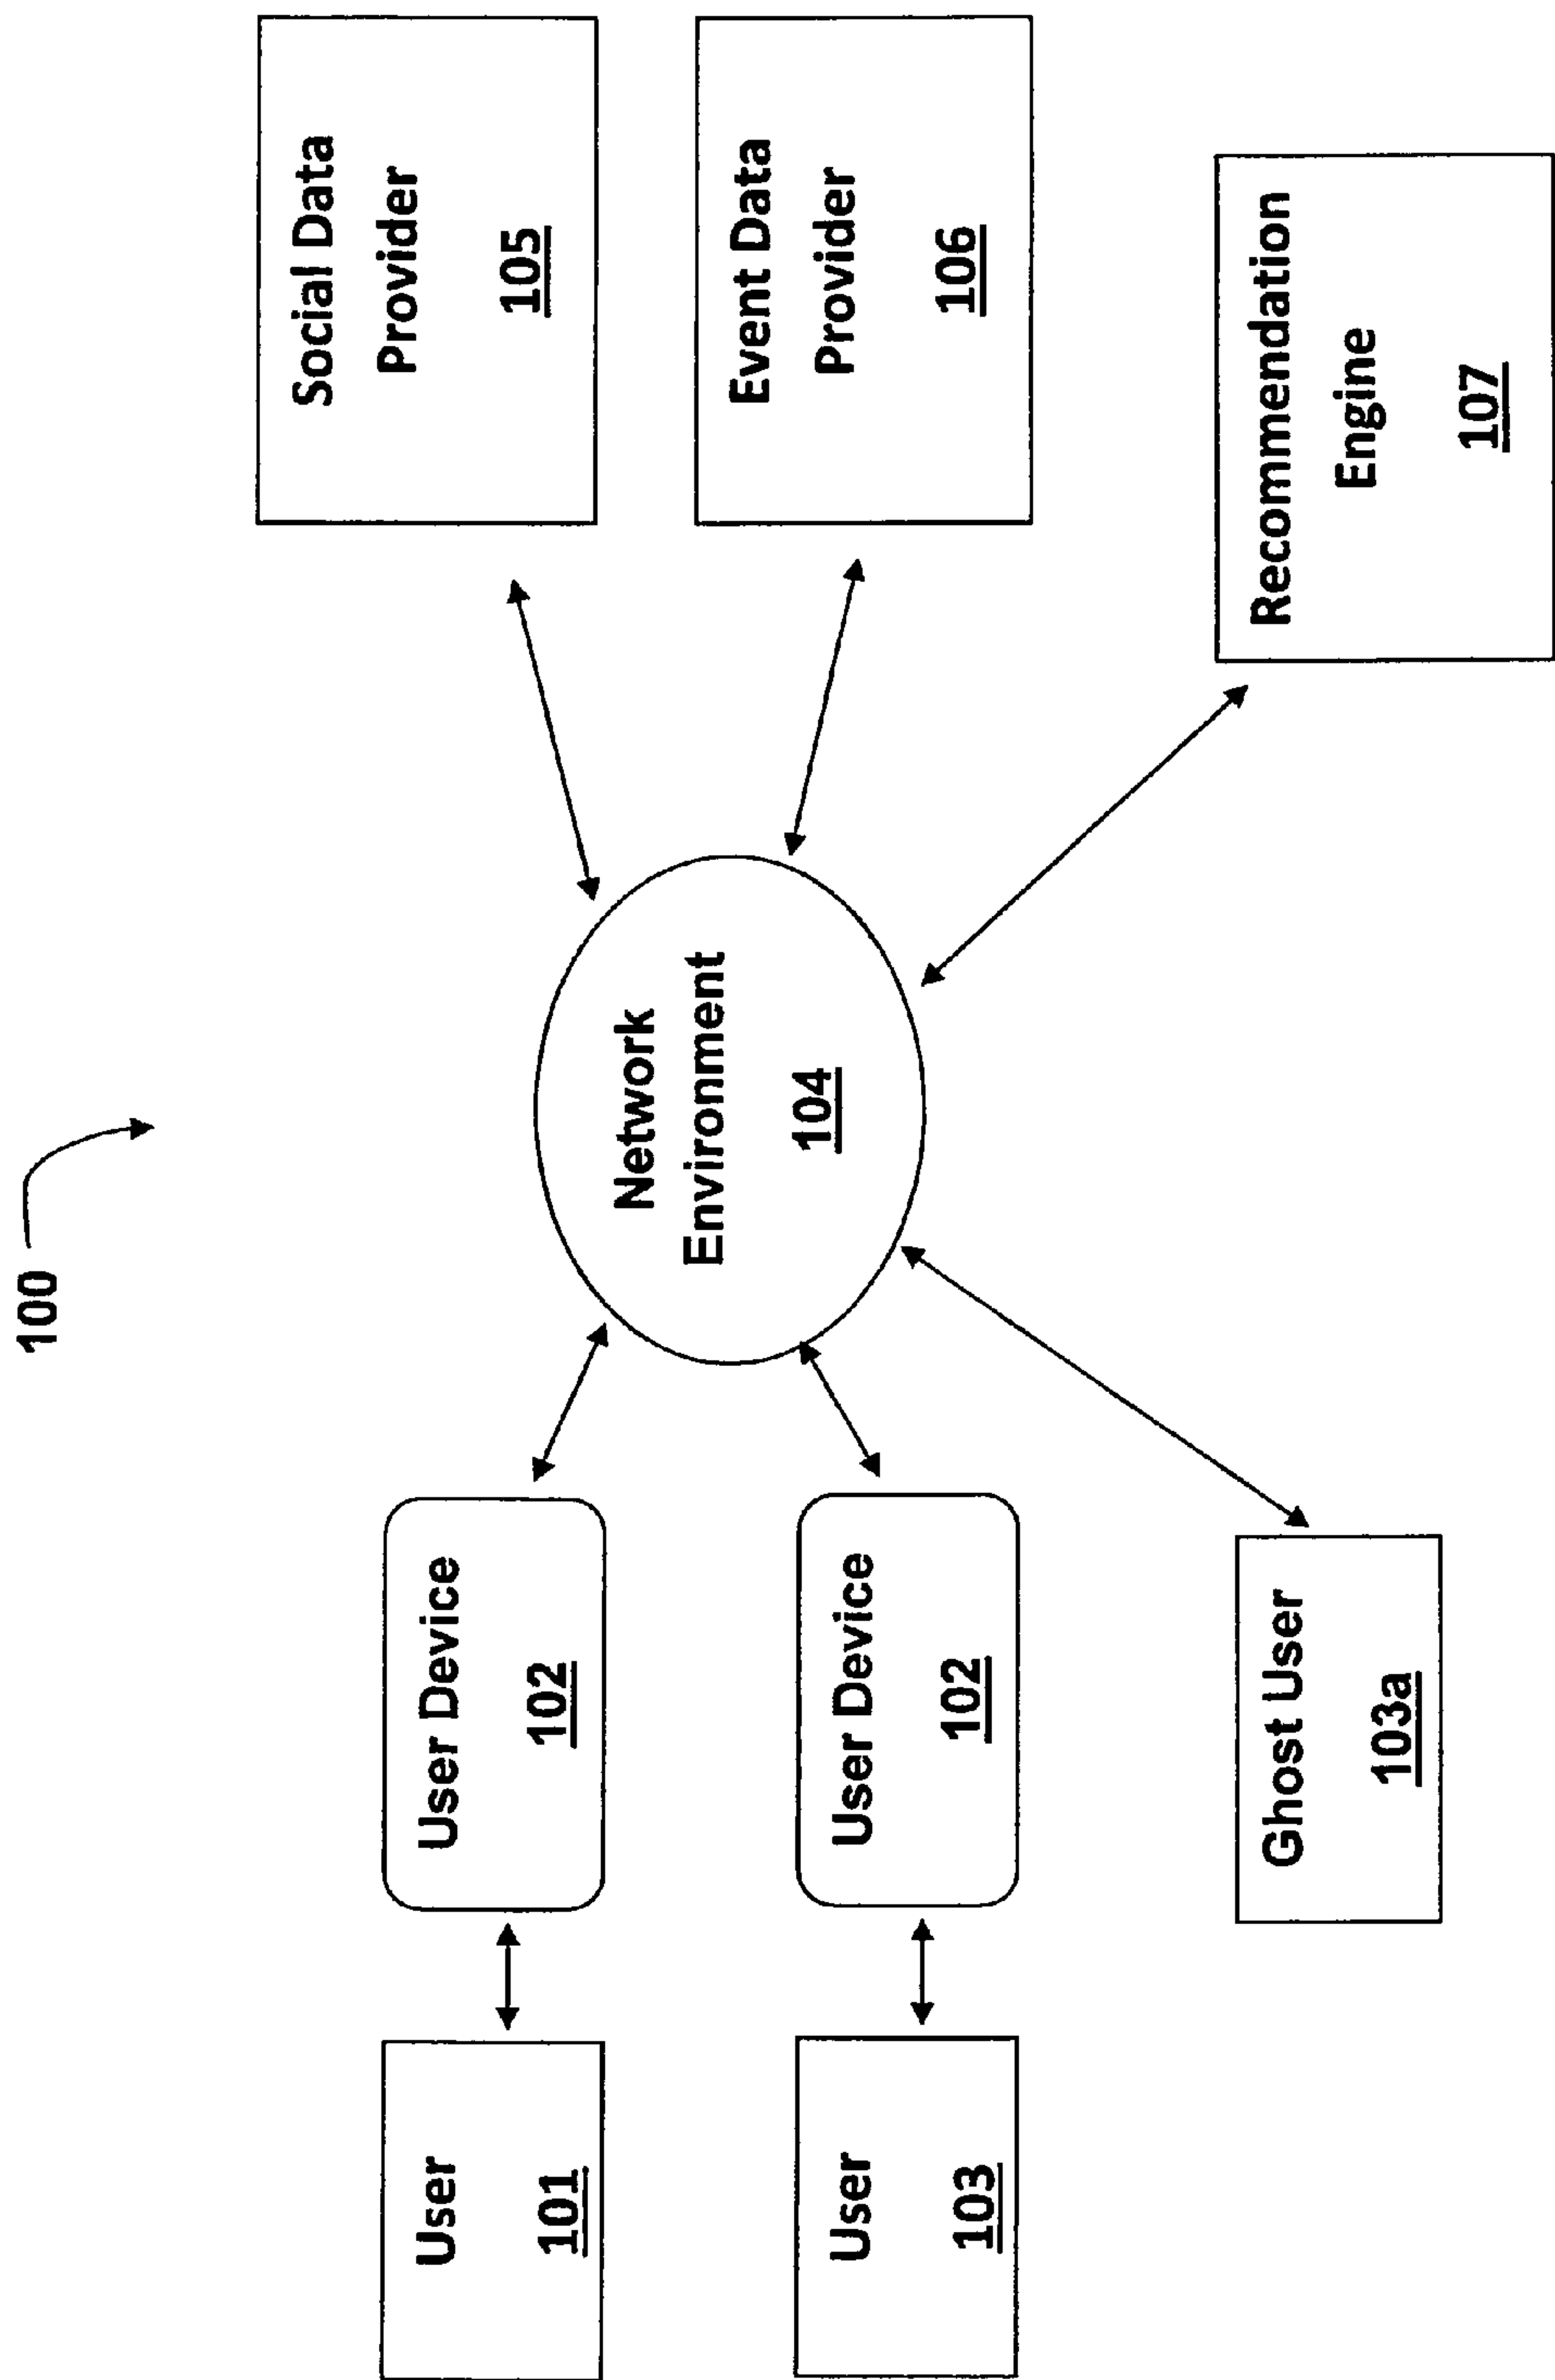 100
User
101
User Device
102
User
103
User Device
102
Ghost User
103a
Network
Environment
104
Social Data
Provider
105
Event Data
Provider
106
Recommendation
Engine
107